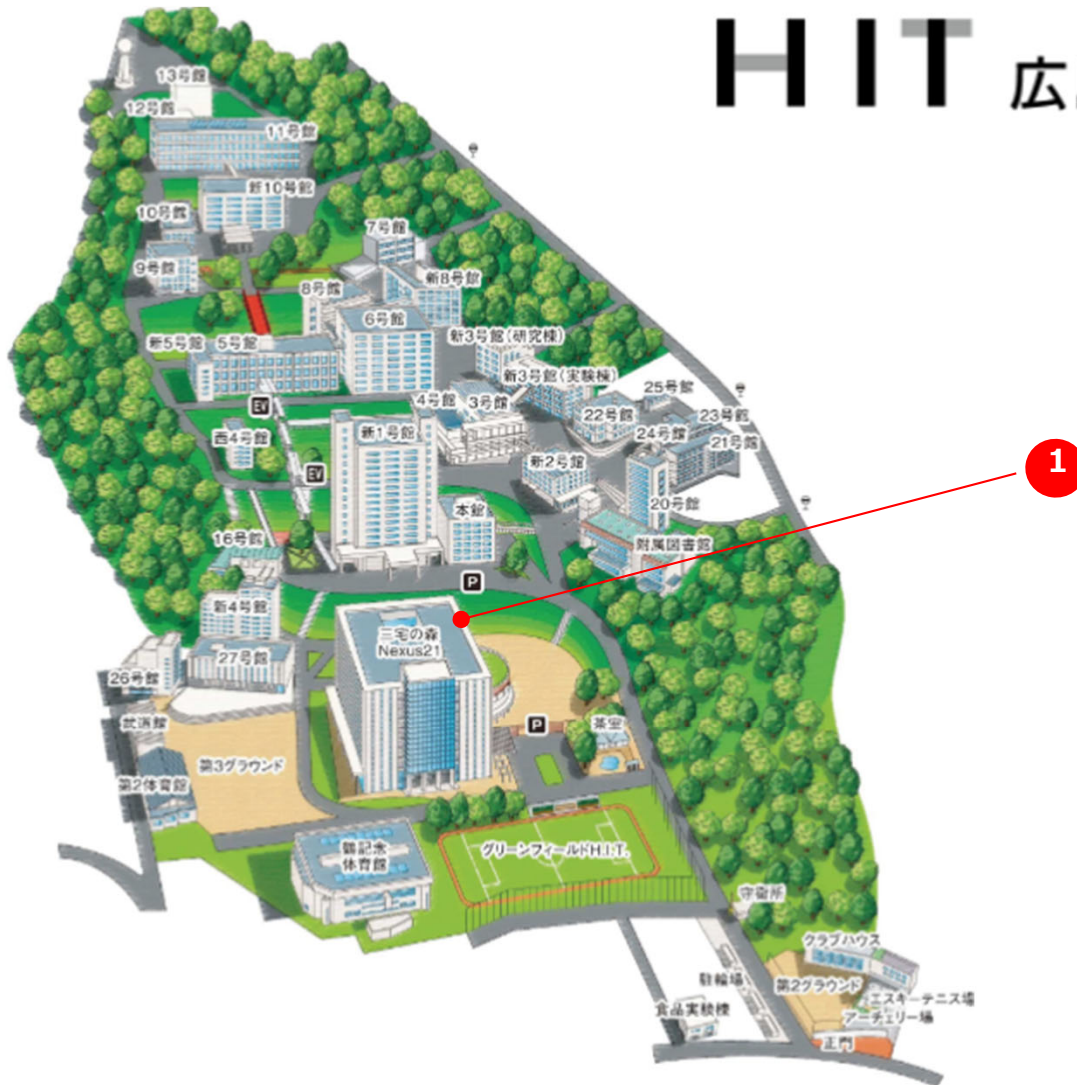 HIT 広
13号館
12号館
11号館
新10号館
10号館
9号館
7号館
新8号館
8号館
6号館
新5号館
5号館
新3号館(研究棟)
新3号館(実験棟)
4号館
3号館
25号館
22号館
23号館
24号館
21号館
EV
西4号館
新1号館
EV
新2号館
1
20号館
本館
16号館
附属図書館
P
新4号館
三宅の森
Nexus21
27号館
26号館
武道館
P
茶室
第3グラウンド
第2体育館
鶴記念
体育館
グリーンフィールドH.I.T.
守衛所
クラブハウス
駐輪場
第2グラウンド
エスキーテニス場
食品実験棟
アーチェリー場
正門